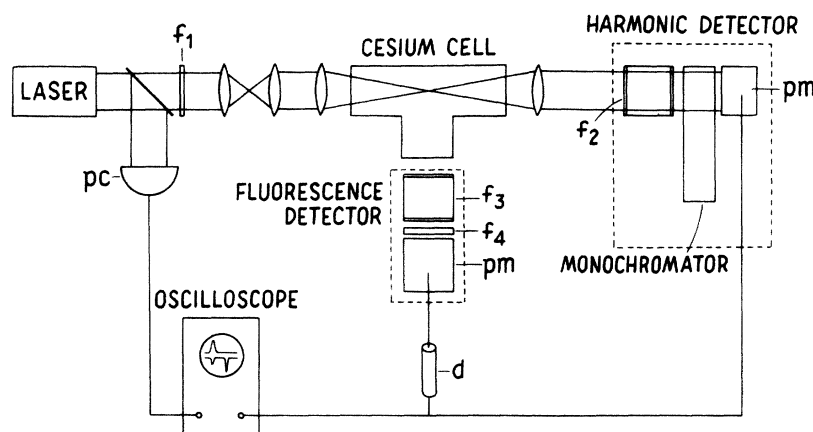 HARMONIC DETECTOR
f1
CESIUM CELL
LASER
pm
f2
pc
FLUORESCENCE
DETECTOR
f3
f4
pm
MONOCHROMATOR
OSCILLOSCOPE
d